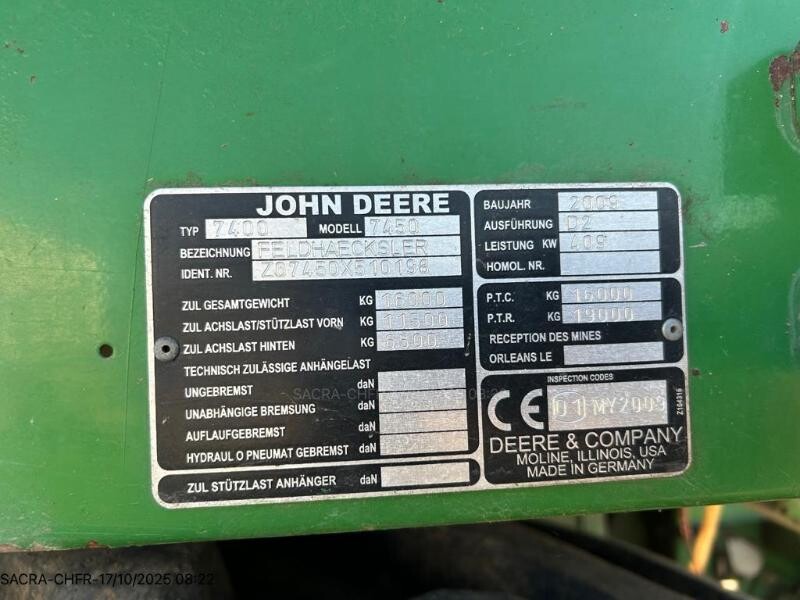 JOHN DEERE
TYP 7400 MODELL 7450
BEZEICHNUNG FELDHAECKSLER
IDENT. NR. Z07450X510198
ZUL GESAMTGEWICHT KG 16000
ZUL ACHSLAST/STÜTZLAST VORN KG 11500
ZUL ACHSLAST HINTEN KG 6500
TECHNISCH ZULÄSSIGE ANHÄNGELAST
UNGEBREMST daN
UNABHÄNGIGE BREMSUNG daN
AUFLAUFGEBREMST daN
HYDRAUL O PNEUMAT GEBREMST daN
ZUL STÜTZLAST ANHÄNGER daN
BAUJAHR 2009
AUSFÜHRUNG D2
LEISTUNG KW 409
HOMOL. NR.
P.T.C. KG 16000
P.T.R. KG 19000
RECEPTION DES MINES
ORLEANS LE
INSPECTION CODES
CE 01 MY2009
Z104316
DEERE & COMPANY
MOLINE, ILLINOIS, USA
MADE IN GERMANY
SACRA-CHFR-17/10/2025 08:22